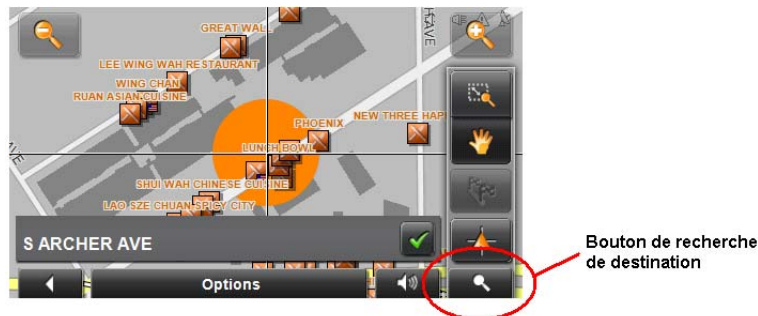 GREAT WAL
LEE WING WAH RESTAURANT
WING CHAN
RUAN ASIAN CUISINE
PHOENIX
NEW THREE HAP
LUNCH BOWL
SHUI WAH CHINESE CUISINE
LAO SZE CHUAN SPICY CITY
AVE
S ARCHER AVE
Options
Bouton de recherche
de destination